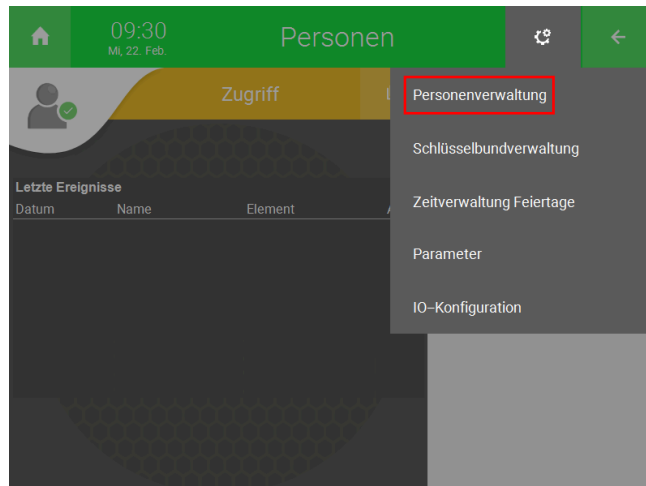 09:30
Mi, 22. Feb.
Personen
Zugriff
Personenverwaltung
Schlüsselbundverwaltung
Zeitverwaltung Feiertage
Parameter
IO-Konfiguration
Letzte Ereignisse
Datum Name Element